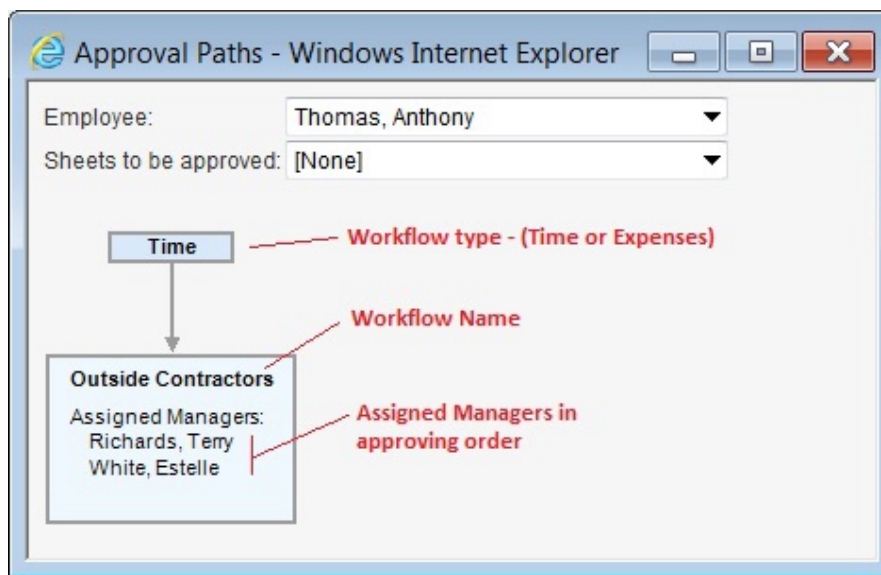 Approval Paths - Windows Internet Explorer
Employee: Thomas, Anthony
Sheets to be approved: [None]
Time
Workflow type - (Time or Expenses)
Workflow Name
Outside Contractors
Assigned Managers:
Richards, Terry
White, Estelle
Assigned Managers in
approving order